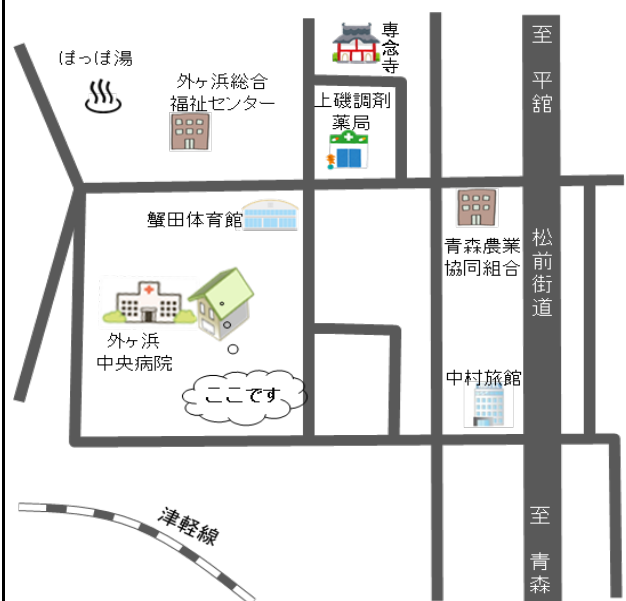 ぽっぽ湯
外ヶ浜総合
福祉センター
専念寺
上磯調剤
薬局
至 平舘
蟹田体育館
青森農業
協同組合
松前街道
外ヶ浜
中央病院
ここです
中村旅館
津軽線
至 青森